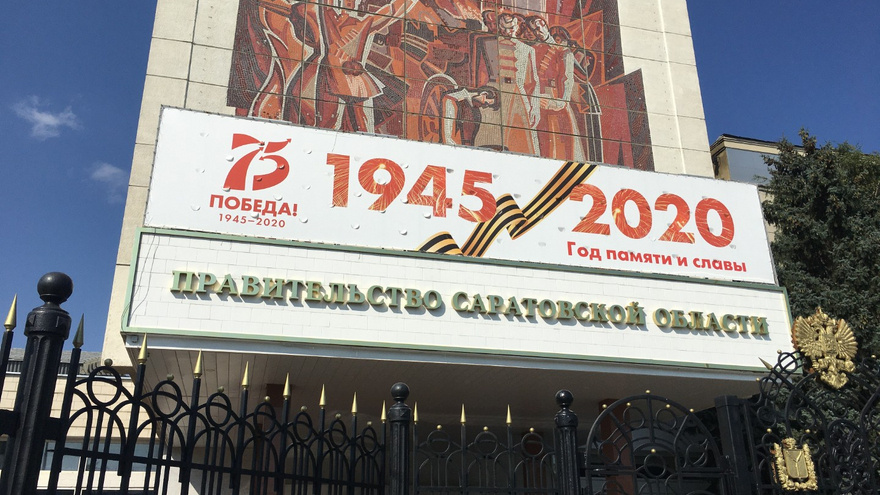 75
ПОБЕДА!
1945–2020
1945 2020
Год памяти и славы
ПРАВИТЕЛЬСТВО САРАТОВСКОЙ ОБЛАСТИ